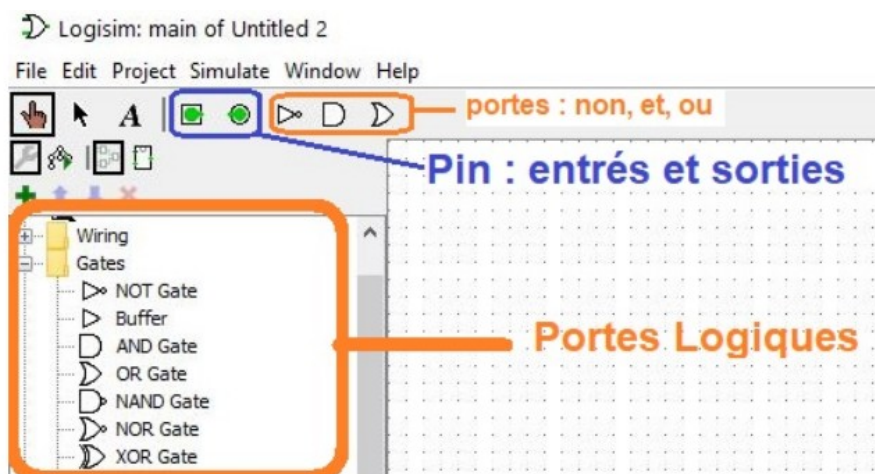 Logisim: main of Untitled 2
File Edit Project Simulate Window Help
A
portes : non, et, ou
Pin : entrés et sorties
Wiring
Gates
NOT Gate
Buffer
AND Gate
OR Gate
NAND Gate
NOR Gate
XOR Gate
Portes Logiques